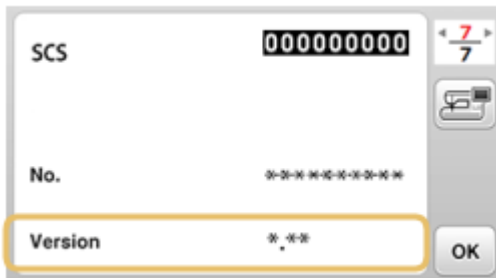 SCS 000000000
7
7
No. **********
Version *.**
OK